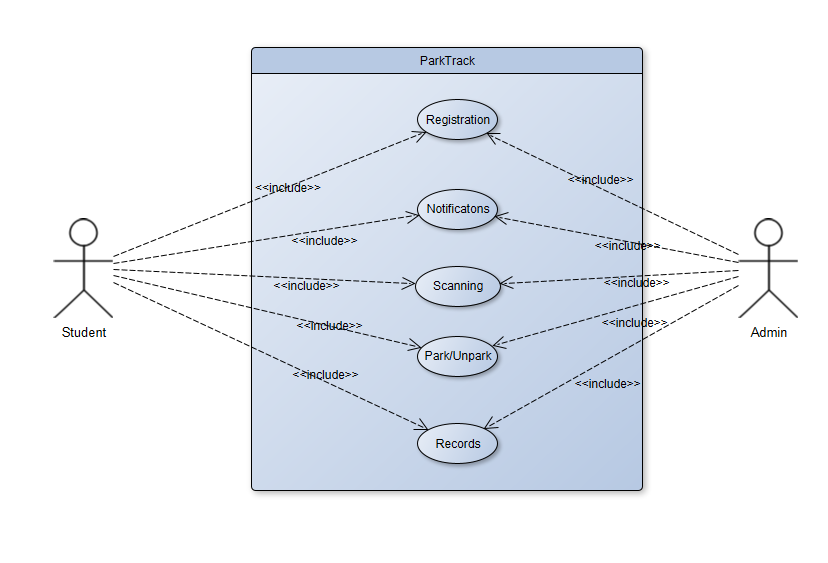 ParkTrack
Registration
<<include>>
<<include>>
Notificatons
<<include>>
<<include>>
Scanning
<<include>>
<<include>>
Park/Unpark
<<include>>
<<include>>
Records
<<include>>
<<include>>
Student
Admin